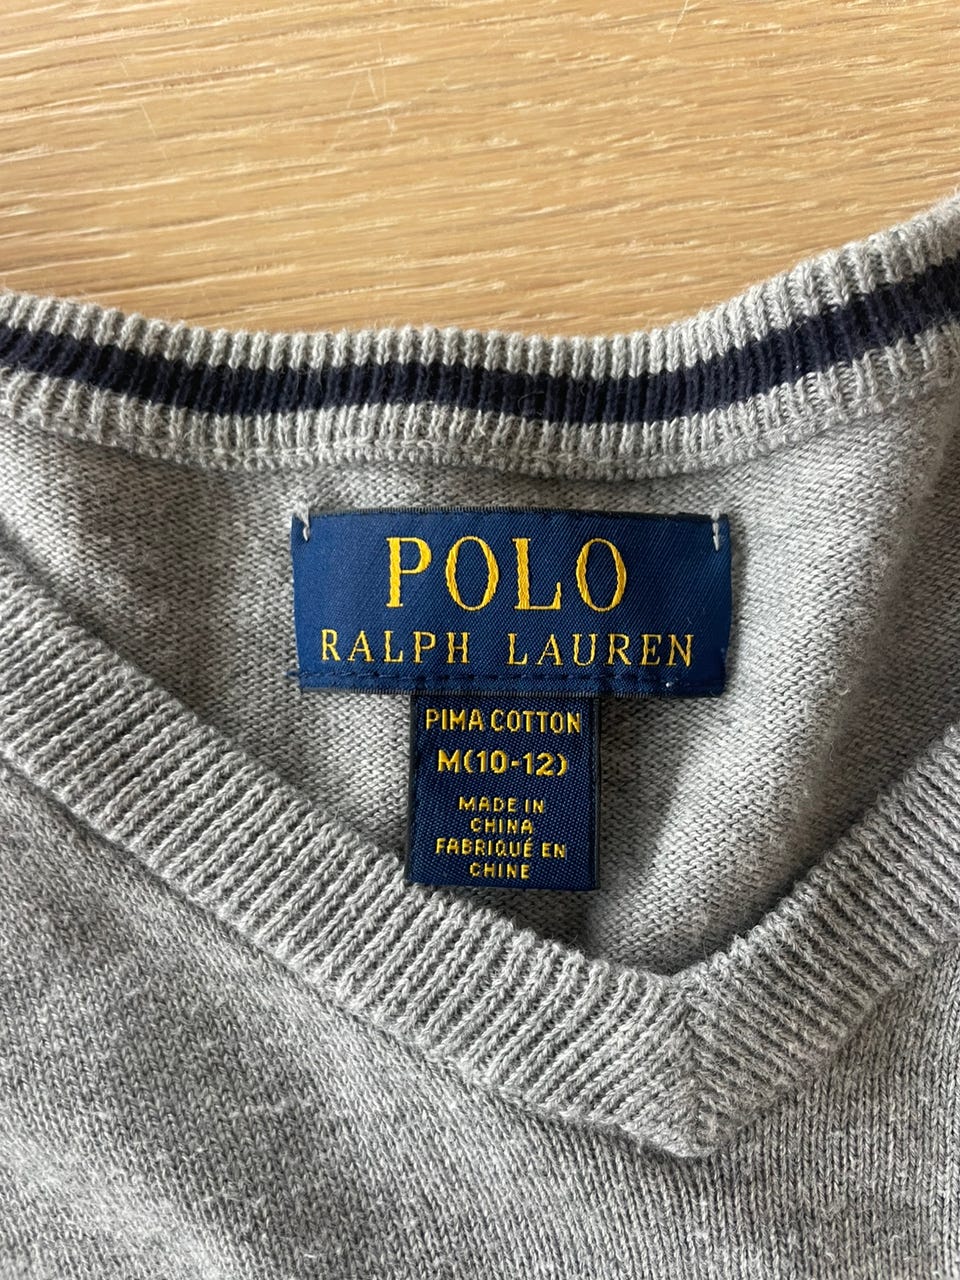 POLO
RALPH LAUREN
PIMA COTTON
M(10-12)
MADE IN
CHINA
FABRIQUÉ EN
CHINE